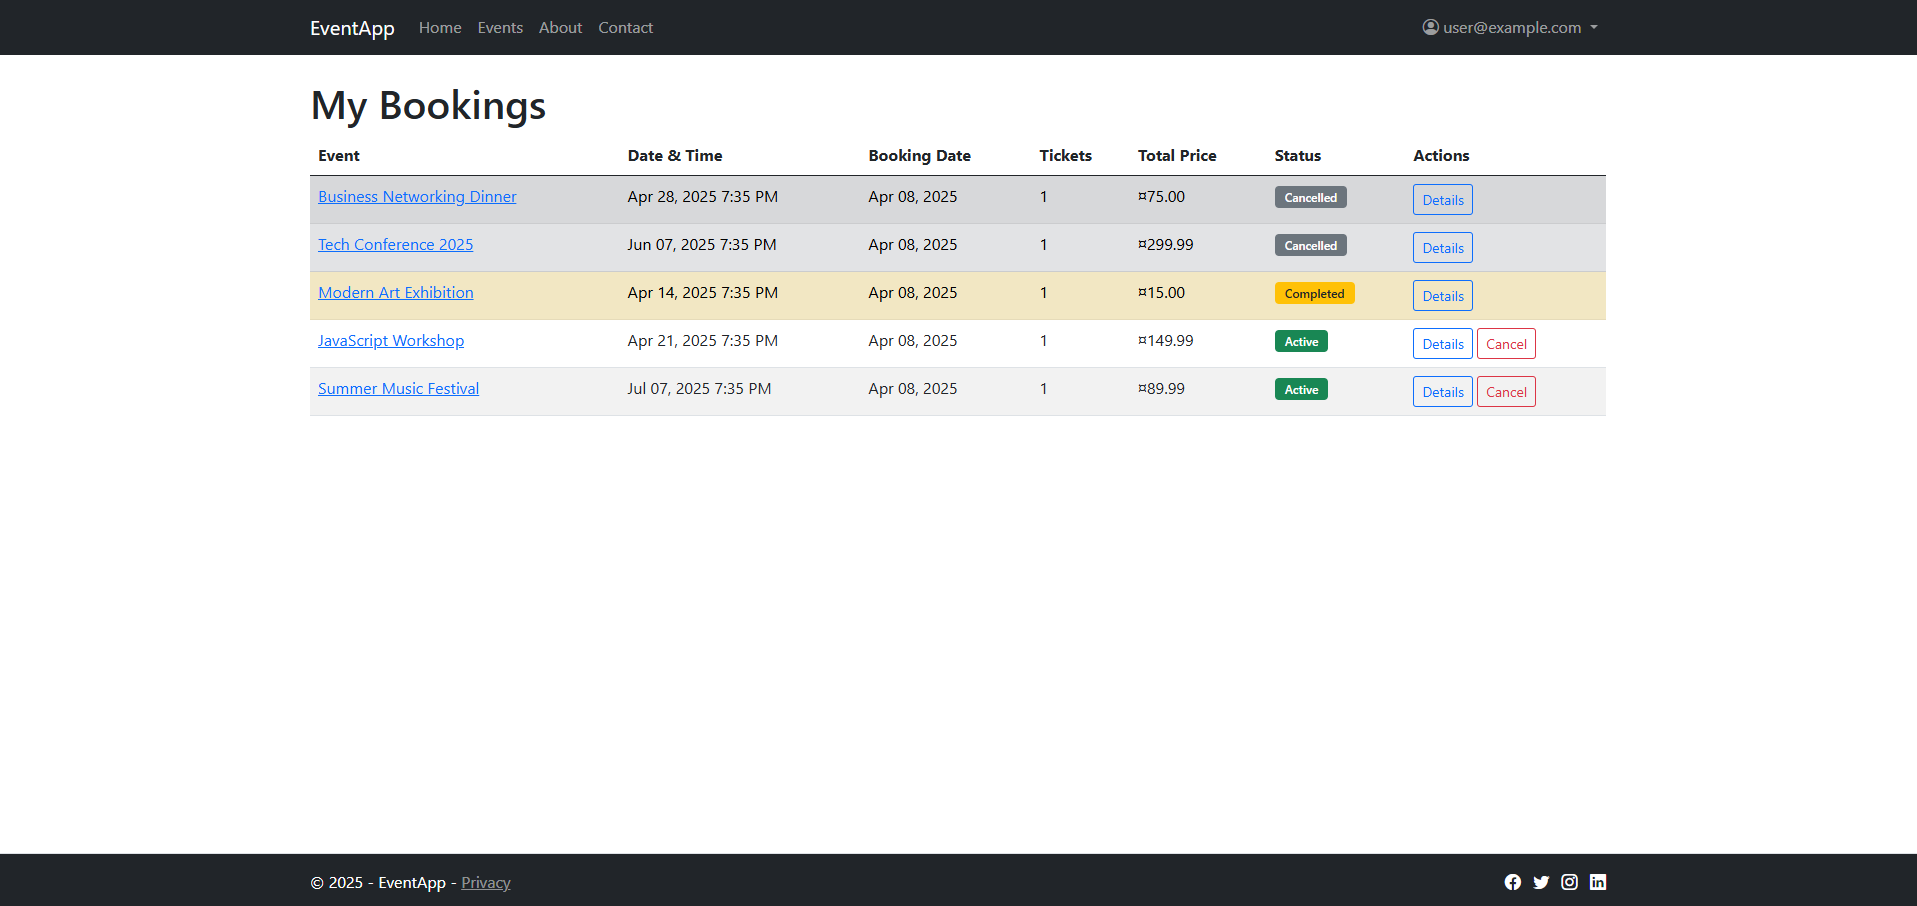 EventApp Home Events About Contact user@example.com
My Bookings
Event Date & Time Booking Date Tickets Total Price Status Actions
Business Networking Dinner Apr 28, 2025 7:35 PM Apr 08, 2025 1 ¤75.00 Cancelled Details
Tech Conference 2025 Jun 07, 2025 7:35 PM Apr 08, 2025 1 ¤299.99 Cancelled Details
Modern Art Exhibition Apr 14, 2025 7:35 PM Apr 08, 2025 1 ¤15.00 Completed Details
JavaScript Workshop Apr 21, 2025 7:35 PM Apr 08, 2025 1 ¤149.99 Active Details Cancel
Summer Music Festival Jul 07, 2025 7:35 PM Apr 08, 2025 1 ¤89.99 Active Details Cancel
© 2025 - EventApp - Privacy